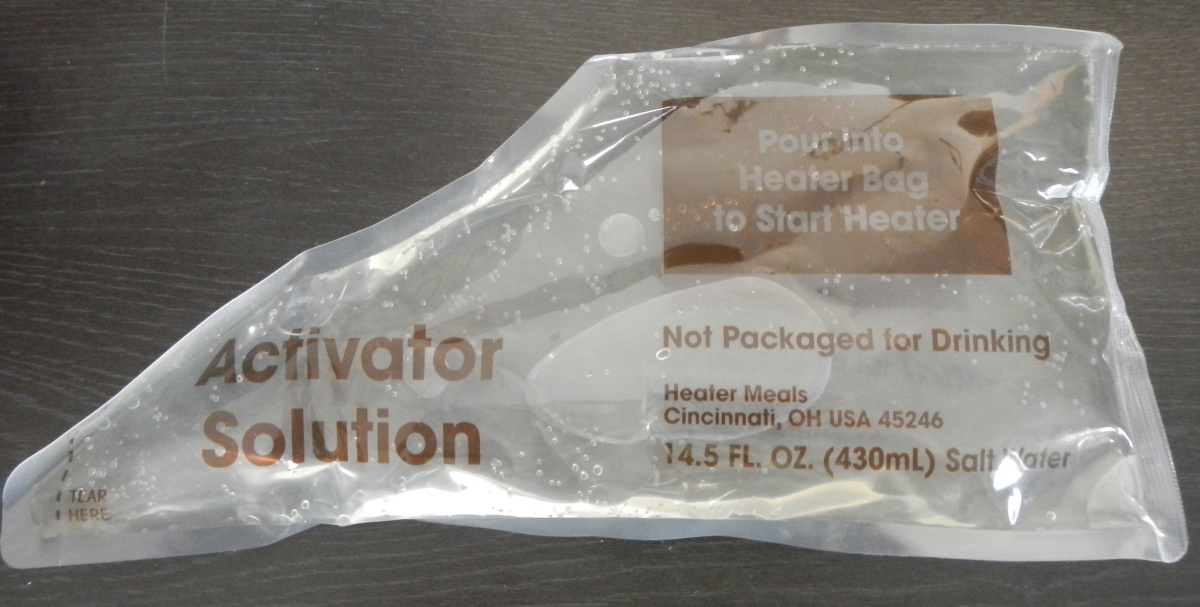 Pour Into
Heater Bag
to Start Heater
Activator
Solution
Not Packaged for Drinking
Heater Meals
Cincinnati, OH USA 45246
14.5 FL. OZ. (430mL) Salt Water
TEAR
HERE